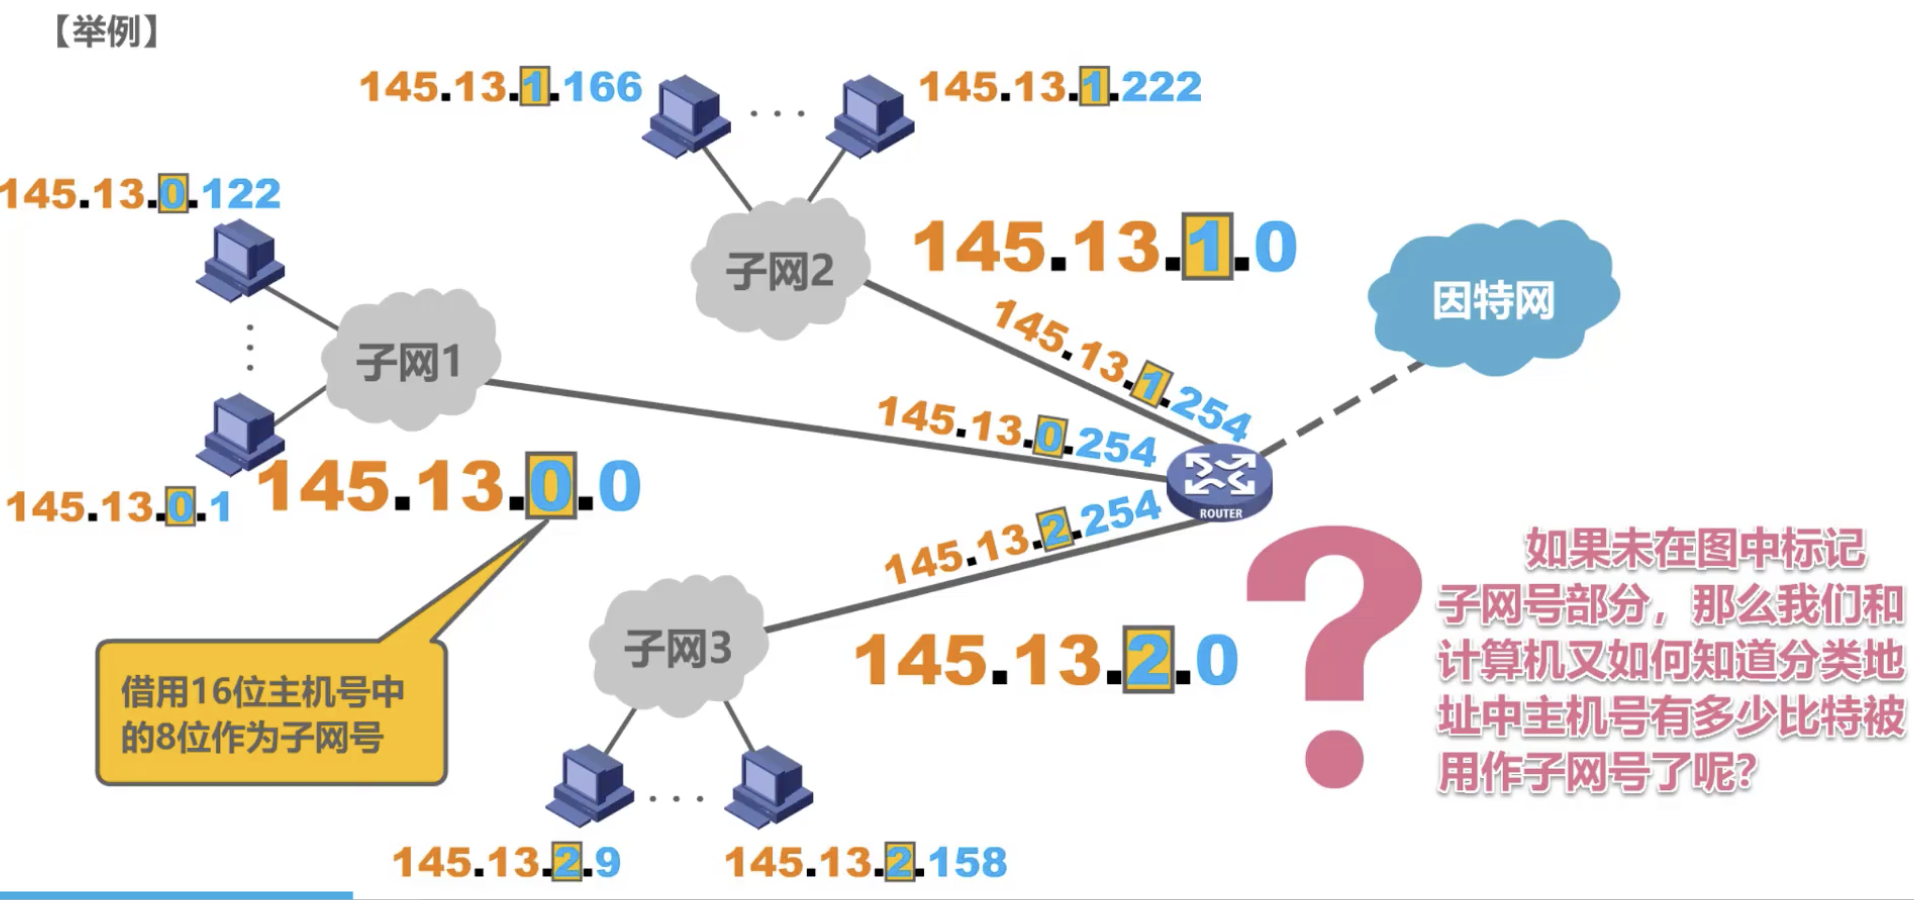 【举例】
145.13.1.166
145.13.1.222
145.13.0.122
子网2
145.13.1.0
因特网
子网1
145.13.1.254
145.13.0.254
145.13.0.1
145.13.0.0
ROUTER
145.13.2.254
借用16位主机号中
的8位作为子网号
子网3
145.13.2.0
?
如果未在图中标记
子网号部分，那么我们和
计算机又如何知道分类地
址中主机号有多少比特被
用作子网号了呢?
145.13.2.9
145.13.2.158